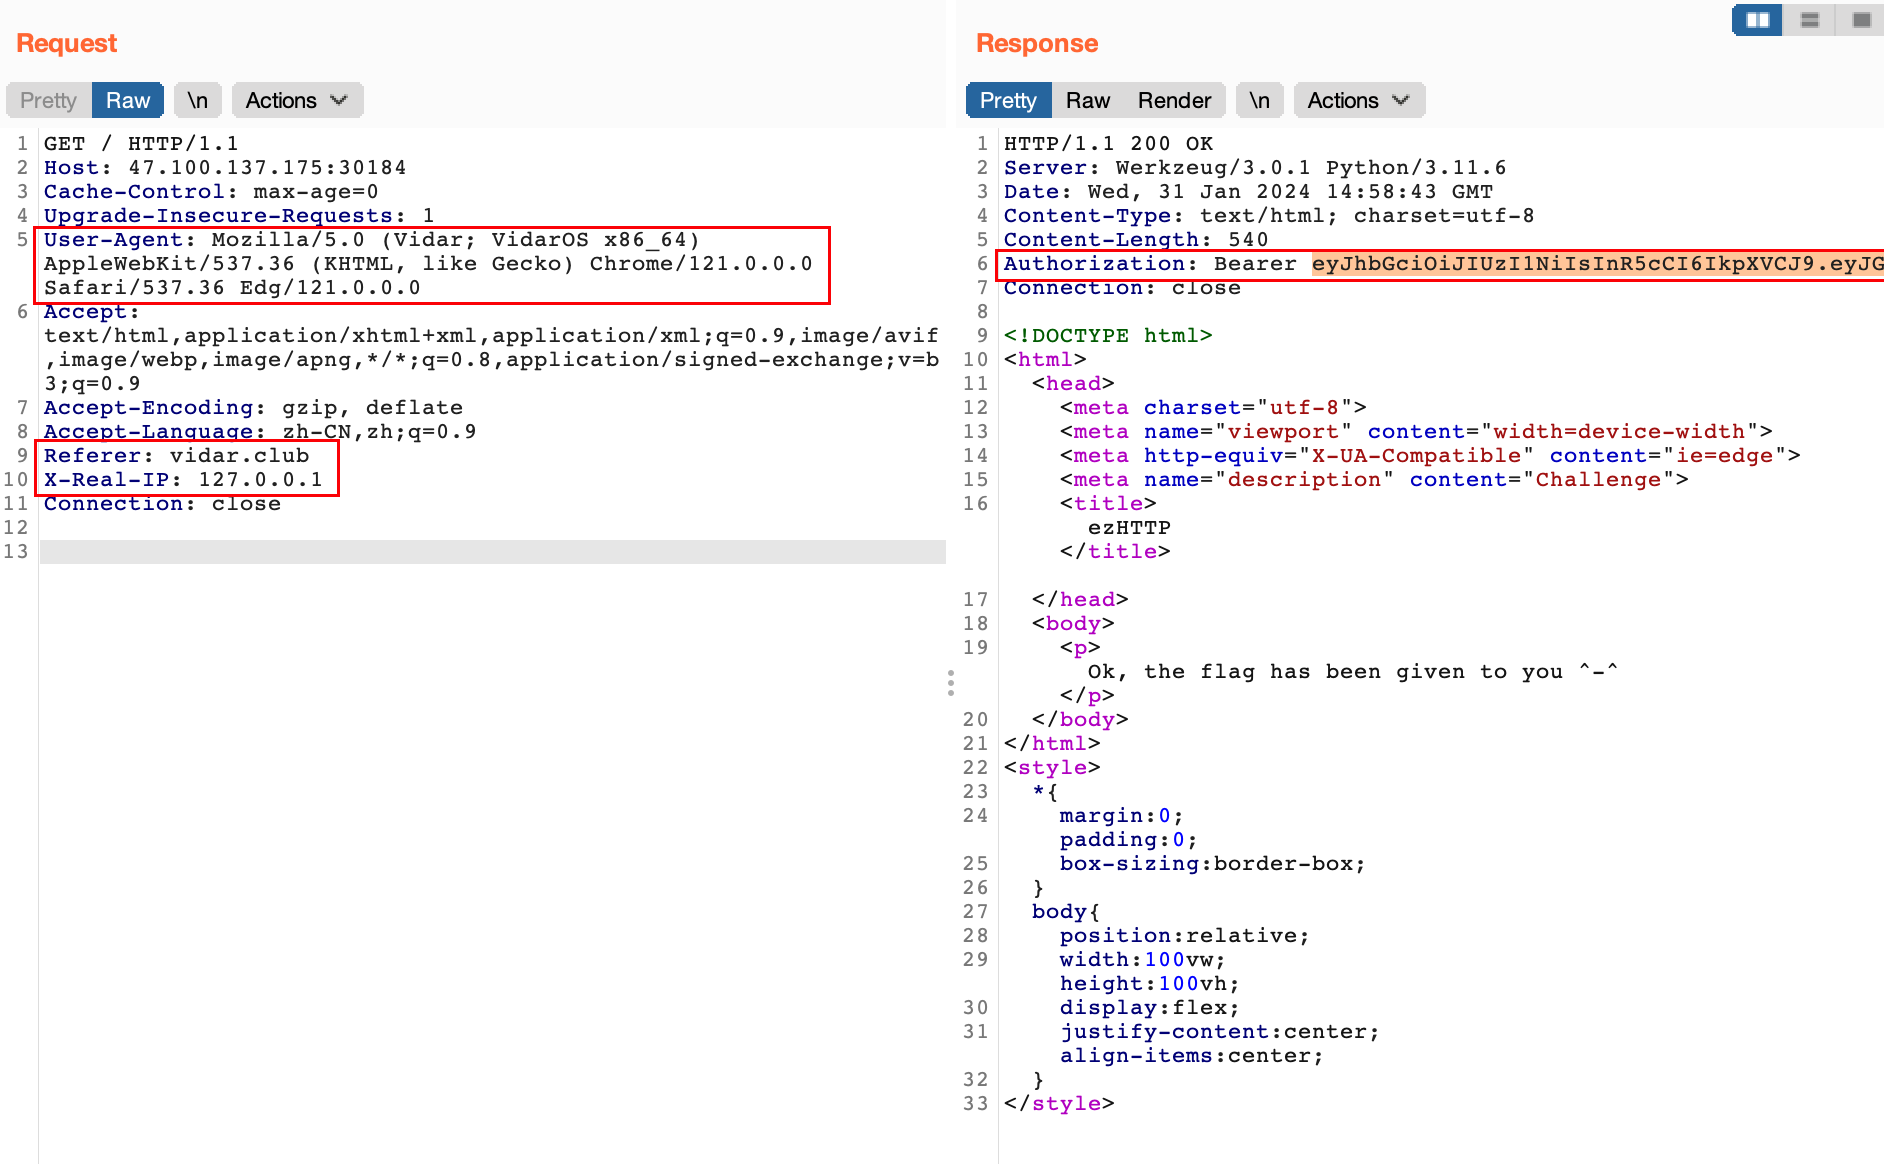 Request
Pretty Raw \n Actions
1 GET / HTTP/1.1
2 Host: 47.100.137.175:30184
3 Cache-Control: max-age=0
4 Upgrade-Insecure-Requests: 1
5 User-Agent: Mozilla/5.0 (Vidar; VidarOS x86_64)
AppleWebKit/537.36 (KHTML, like Gecko) Chrome/121.0.0.0
Safari/537.36 Edg/121.0.0.0
6 Accept:
text/html,application/xhtml+xml,application/xml;q=0.9,image/avif
,image/webp,image/apng,*/*;q=0.8,application/signed-exchange;v=b
3;q=0.9
7 Accept-Encoding: gzip, deflate
8 Accept-Language: zh-CN,zh;q=0.9
9 Referer: vidar.club
10 X-Real-IP: 127.0.0.1
11 Connection: close
12
13
Response
Pretty Raw Render \n Actions
1 HTTP/1.1 200 OK
2 Server: Werkzeug/3.0.1 Python/3.11.6
3 Date: Wed, 31 Jan 2024 14:58:43 GMT
4 Content-Type: text/html; charset=utf-8
5 Content-Length: 540
6 Authorization: Bearer eyJhbGciOiJIUzI1NiIsInR5cCI6IkpXVCJ9.eyJG
7 Connection: close
8
9 <!DOCTYPE html>
10 <html>
11 <head>
12 <meta charset="utf-8">
13 <meta name="viewport" content="width=device-width">
14 <meta http-equiv="X-UA-Compatible" content="ie=edge">
15 <meta name="description" content="Challenge">
16 <title>
ezHTTP
</title>
17 </head>
18 <body>
19 <p>
Ok, the flag has been given to you ^-^
</p>
20 </body>
21 </html>
22 <style>
23 *{
24 margin:0;
padding:0;
25 box-sizing:border-box;
26 }
27 body{
28 position:relative;
29 width:100vw;
height:100vh;
30 display:flex;
31 justify-content:center;
align-items:center;
32 }
33 </style>